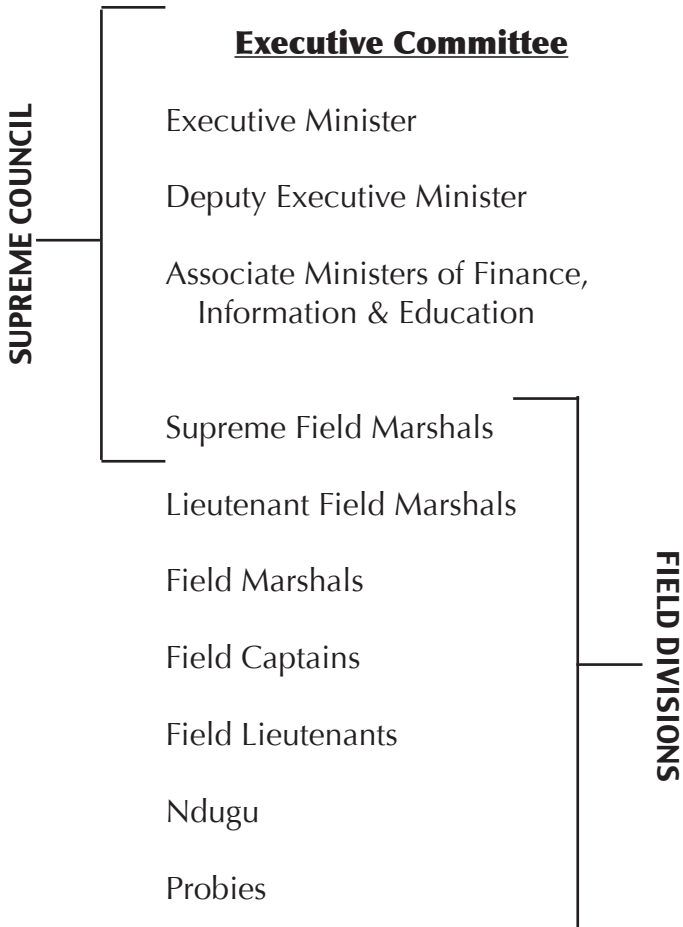 Executive Committee
SUPREME COUNCIL
Executive Minister
Deputy Executive Minister
Associate Ministers of Finance,
Information & Education
Supreme Field Marshals
Lieutenant Field Marshals
Field Marshals
Field Captains
Field Lieutenants
Ndugu
Probies
FIELD DIVISIONS